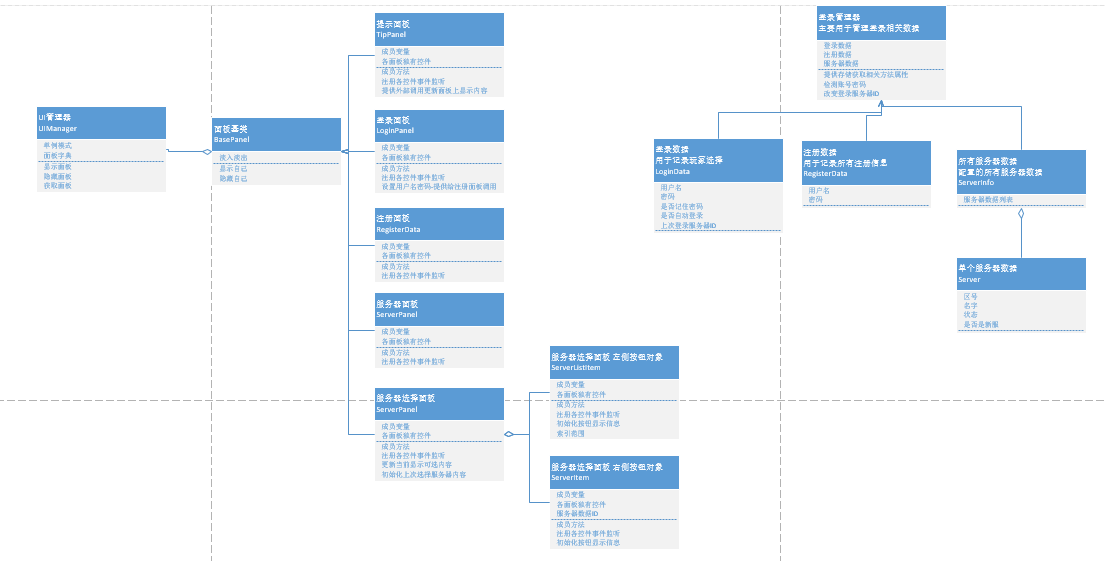 UI管理器
UIManager
单例模式
面板字典
显示面板
隐藏面板
获取面板
面板基类
BasePanel
淡入淡出
显示自己
隐藏自己
提示面板
TipPanel
成员变量
各面板独有控件
成员方法
注册各控件事件监听
提供外部调用更新面板上显示内容
登录面板
LoginPanel
成员变量
各面板独有控件
成员方法
注册各控件事件监听
设置用户名密码-提供给注册面板调用
注册面板
RegisterData
成员变量
各面板独有控件
成员方法
注册各控件事件监听
服务器面板
ServerPanel
成员变量
各面板独有控件
成员方法
注册各控件事件监听
服务器选择面板
ServerPanel
成员变量
各面板独有控件
成员方法
注册各控件事件监听
更新当前显示可选内容
初始化上次选择服务器内容
服务器选择面板 左侧按钮对象
ServerListItem
成员变量
各面板独有控件
成员方法
注册各控件事件监听
初始化按钮显示信息
索引范围
服务器选择面板 右侧按钮对象
ServerItem
成员变量
各面板独有控件
服务器数据ID
成员方法
注册各控件事件监听
初始化按钮显示信息
登录管理器
主要用于管理登录相关数据
登录数据
注册数据
服务器数据
提供存储获取相关方法属性
检测账号密码
改变登录服务器ID
登录数据
用于记录玩家选择
LoginData
用户名
密码
是否记住密码
是否自动登录
上次登录服务器ID
注册数据
用于记录所有注册信息
RegisterData
用户名
密码
所有服务器数据
配置的所有服务器数据
ServerInfo
服务器数据列表
单个服务器数据
Server
区号
名字
状态
是否是新服